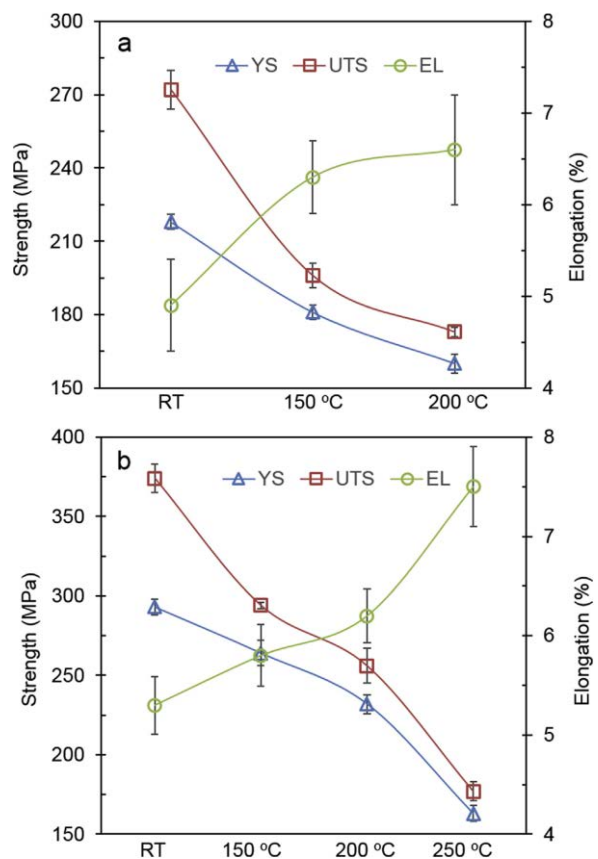 a
YS UTS EL
Strength (MPa)
300
270
240
210
180
150
8
7
6
5
4
Elongation (%)
RT 150 ºC 200 ºC
b
YS UTS EL
Strength (MPa)
400
350
300
250
200
150
8
7
6
5
4
Elongation (%)
RT 150 ºC 200 ºC 250 ºC